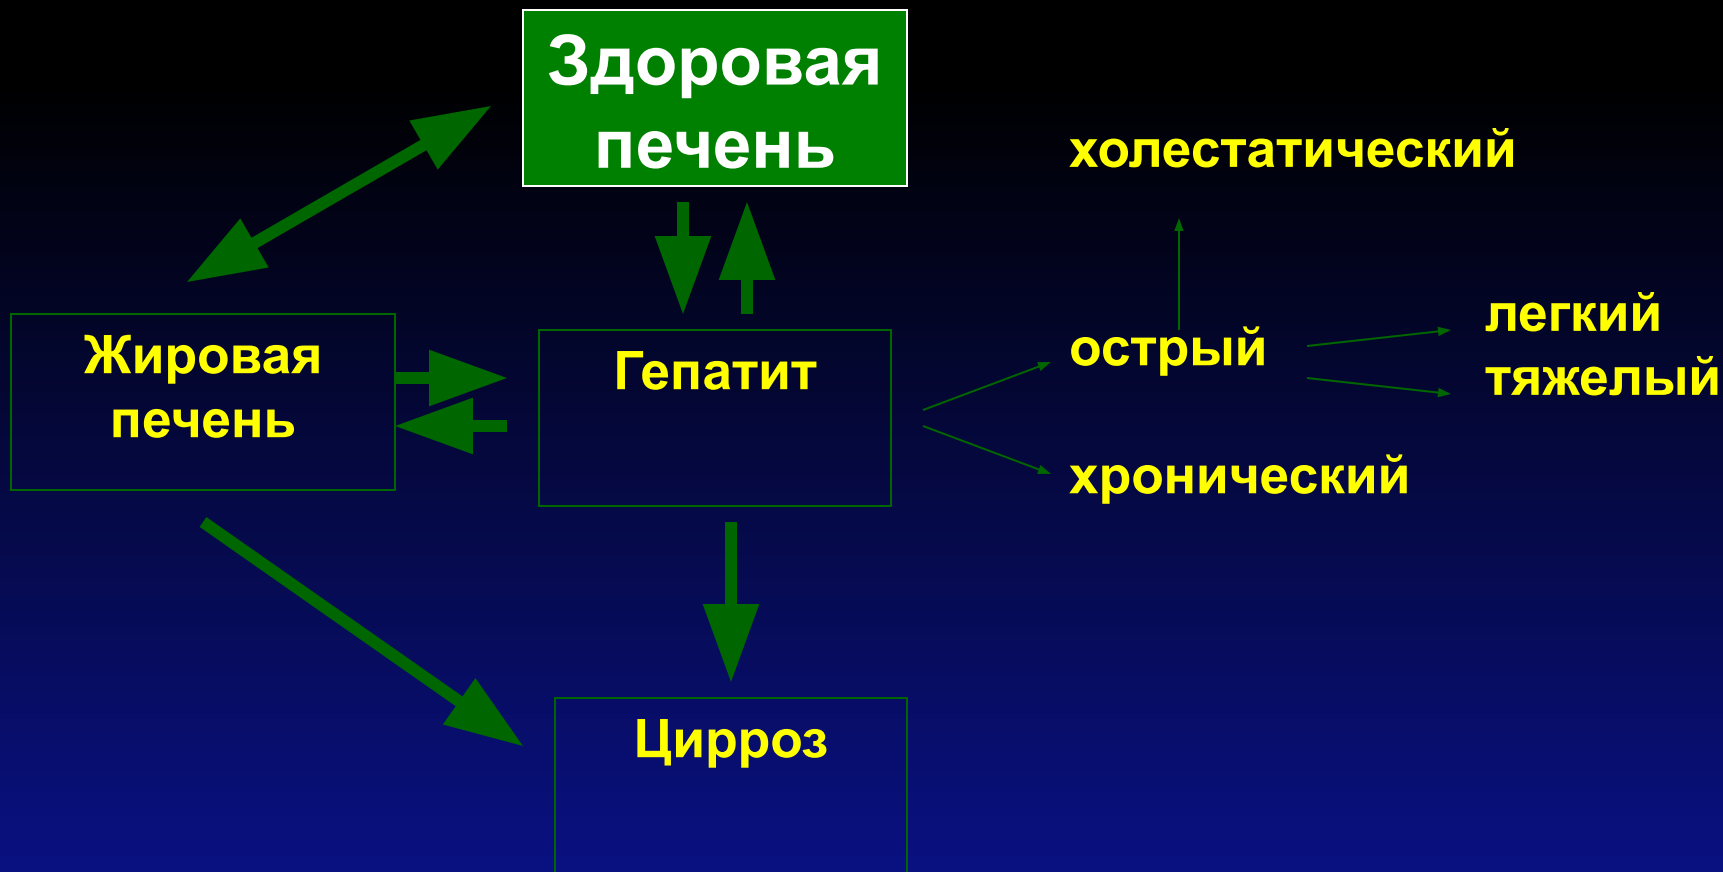 Здоровая
печень
холестатический
Жировая
печень
Гепатит
острый
легкий
тяжелый
хронический
Цирроз